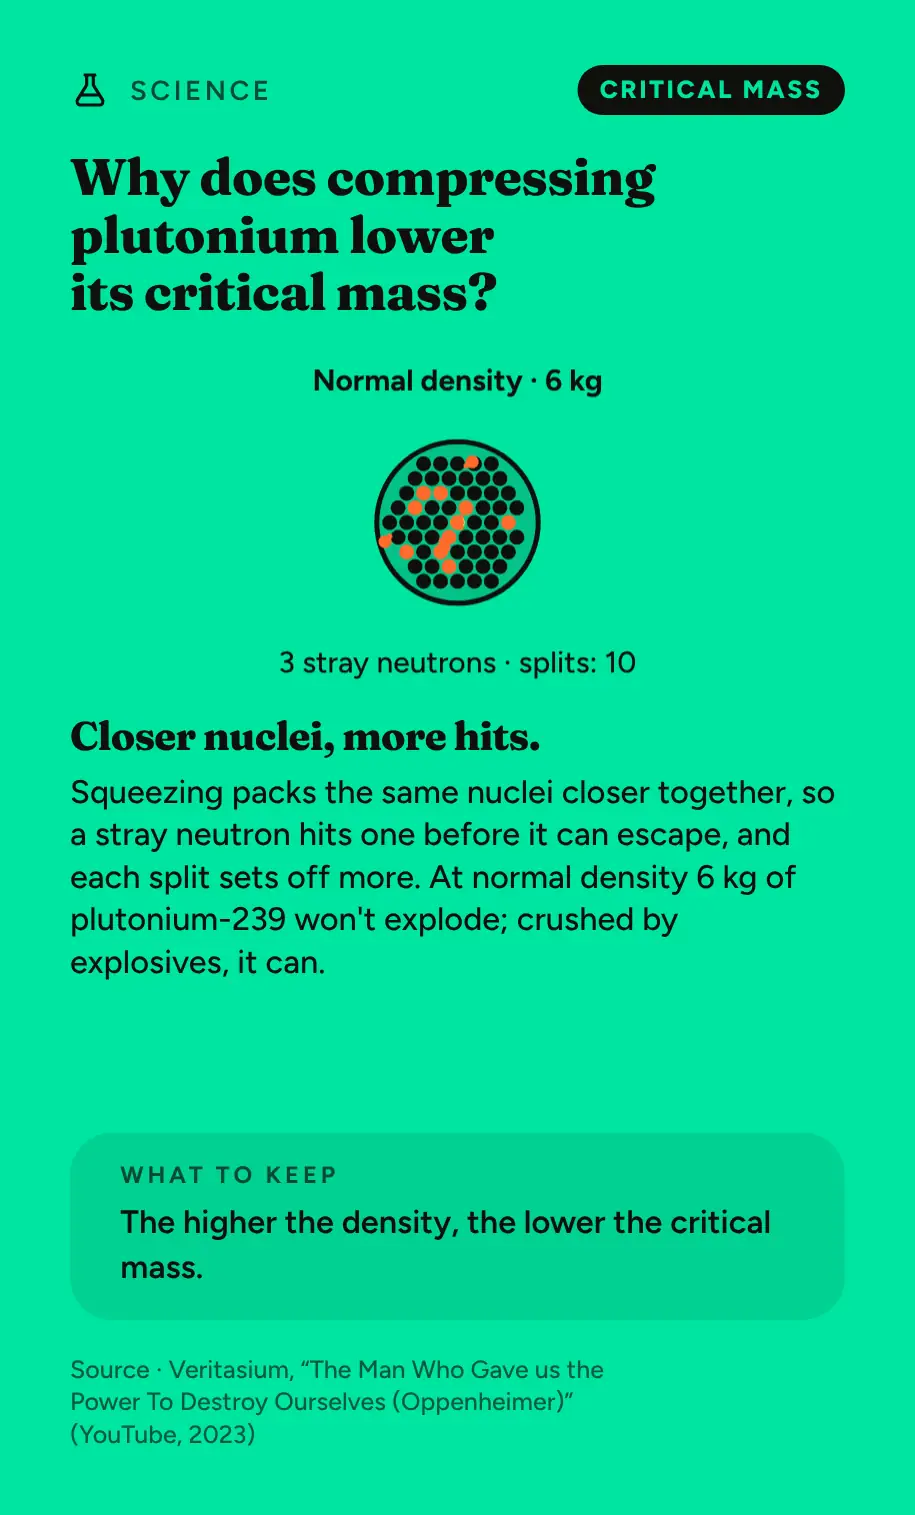 SCIENCE
CRITICAL MASS
Why does compressing
plutonium lower
its critical mass?
Normal density · 6 kg
3 stray neutrons · splits: 10
Closer nuclei, more hits.
Squeezing packs the same nuclei closer together, so
a stray neutron hits one before it can escape, and
each split sets off more. At normal density 6 kg of
plutonium-239 won't explode; crushed by
explosives, it can.
WHAT TO KEEP
The higher the density, the lower the critical
mass.
Source · Veritasium, “The Man Who Gave us the
Power To Destroy Ourselves (Oppenheimer)”
(YouTube, 2023)